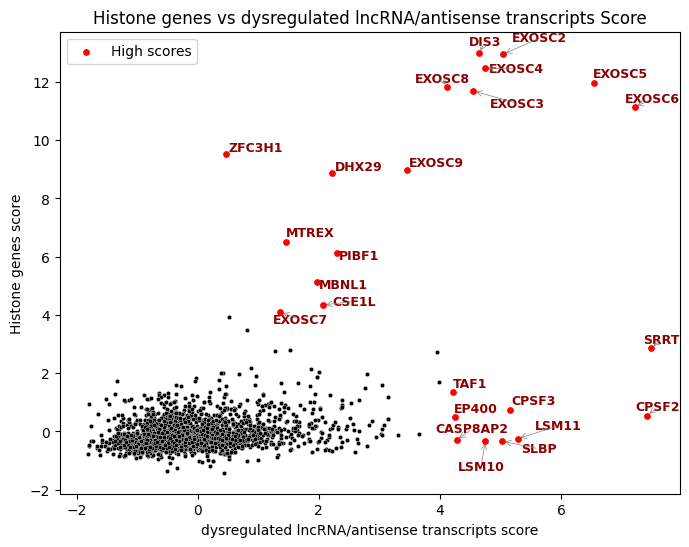 Histone genes vs dysregulated lncRNA/antisense transcripts Score
High scores
DIS3
EXOSC2
EXOSC4
EXOSC8
EXOSC5
EXOSC3
EXOSC6
ZFC3H1
DHX29
EXOSC9
MTREX
PIBF1
MBNL1
CSE1L
EXOSC7
SRRT
TAF1
CPSF3
EP400
CPSF2
CASP8AP2
LSM11
SLBP
LSM10
12
10
8
6
4
2
0
−2
Histone genes score
−2 0 2 4 6
dysregulated lncRNA/antisense transcripts score